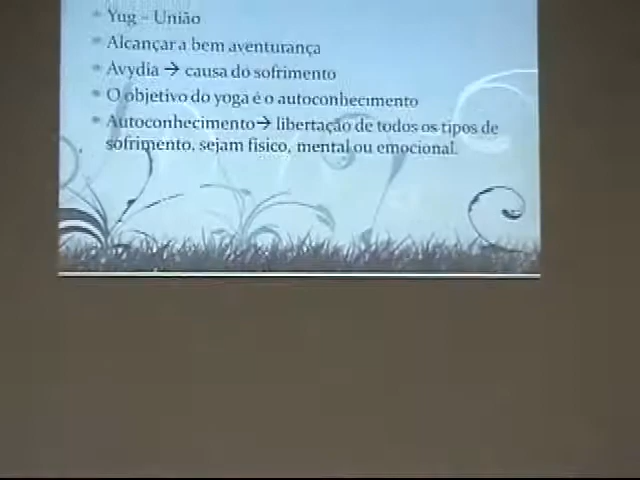 Yug – União
Alcançar a bem aventurança
Avydia → causa do sofrimento
O objetivo do yoga é o autoconhecimento
Autoconhecimento→ libertação de todos os tipos de
sofrimento, sejam físico, mental ou emocional.